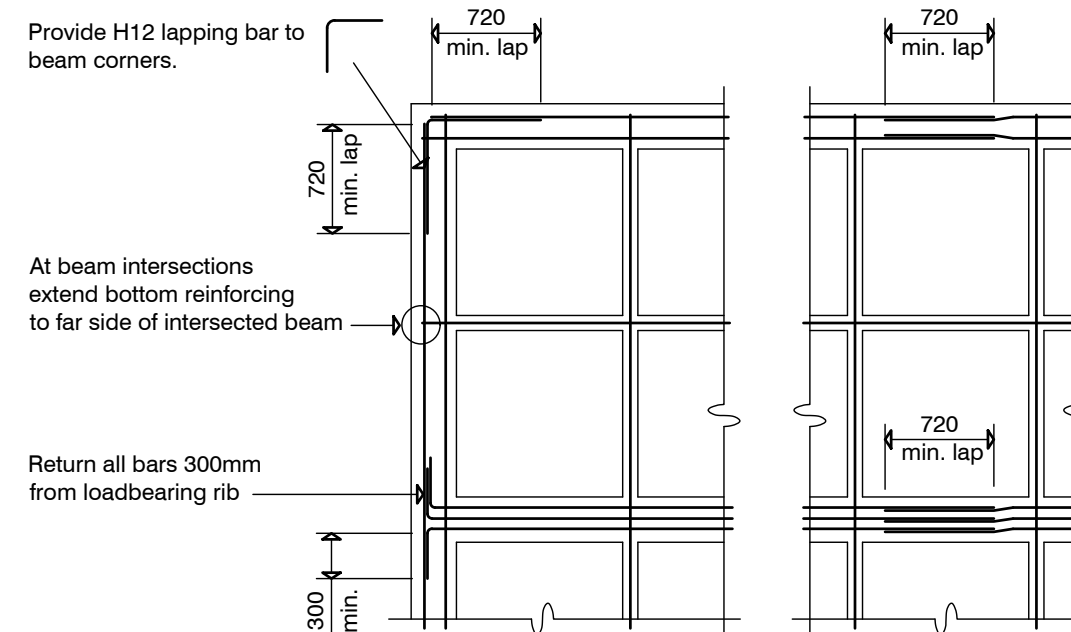 Provide H12 lapping bar to
beam corners.
720
min. lap
720
min. lap
720
min. lap
At beam intersections
extend bottom reinforcing
to far side of intersected beam
720
min. lap
Return all bars 300mm
from loadbearing rib
300
min.